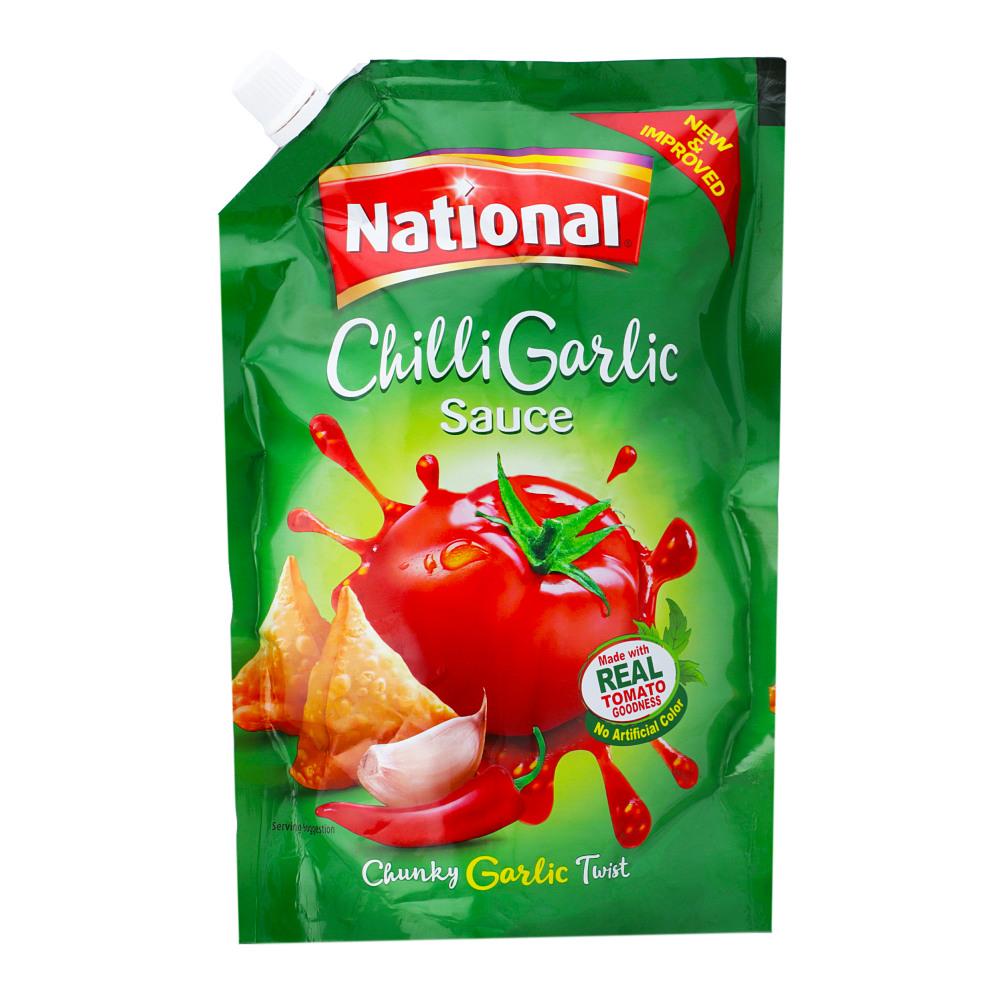 NEW
&
IMPROVED
National
Chilli Garlic
Sauce
Made with
REAL
TOMATO
GOODNESS
No Artificial Color
Serving Suggestion
Chunky Garlic Twist